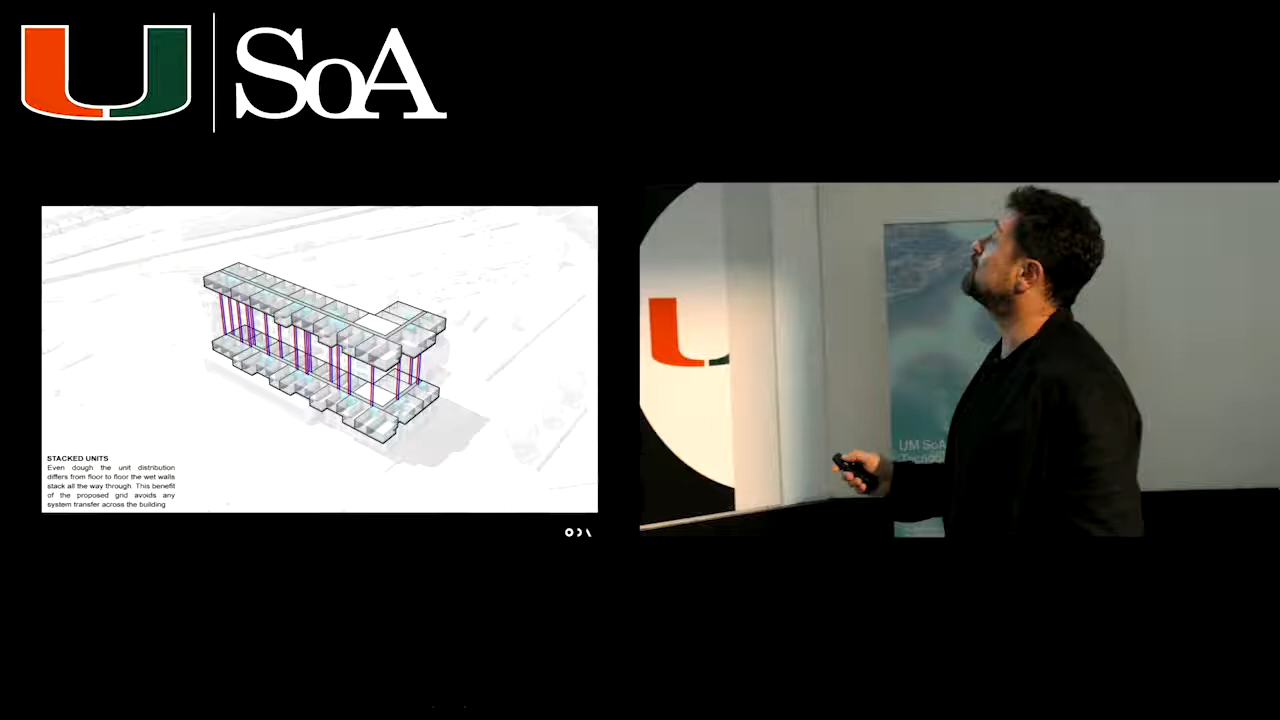 U SoA
STACKED UNITS
Even dough the unit distribution
differs from floor to floor the wet walls
stack all the way through. This benefit
of the proposed grid avoids any
system transfer across the building
ODA
U
UM SoA